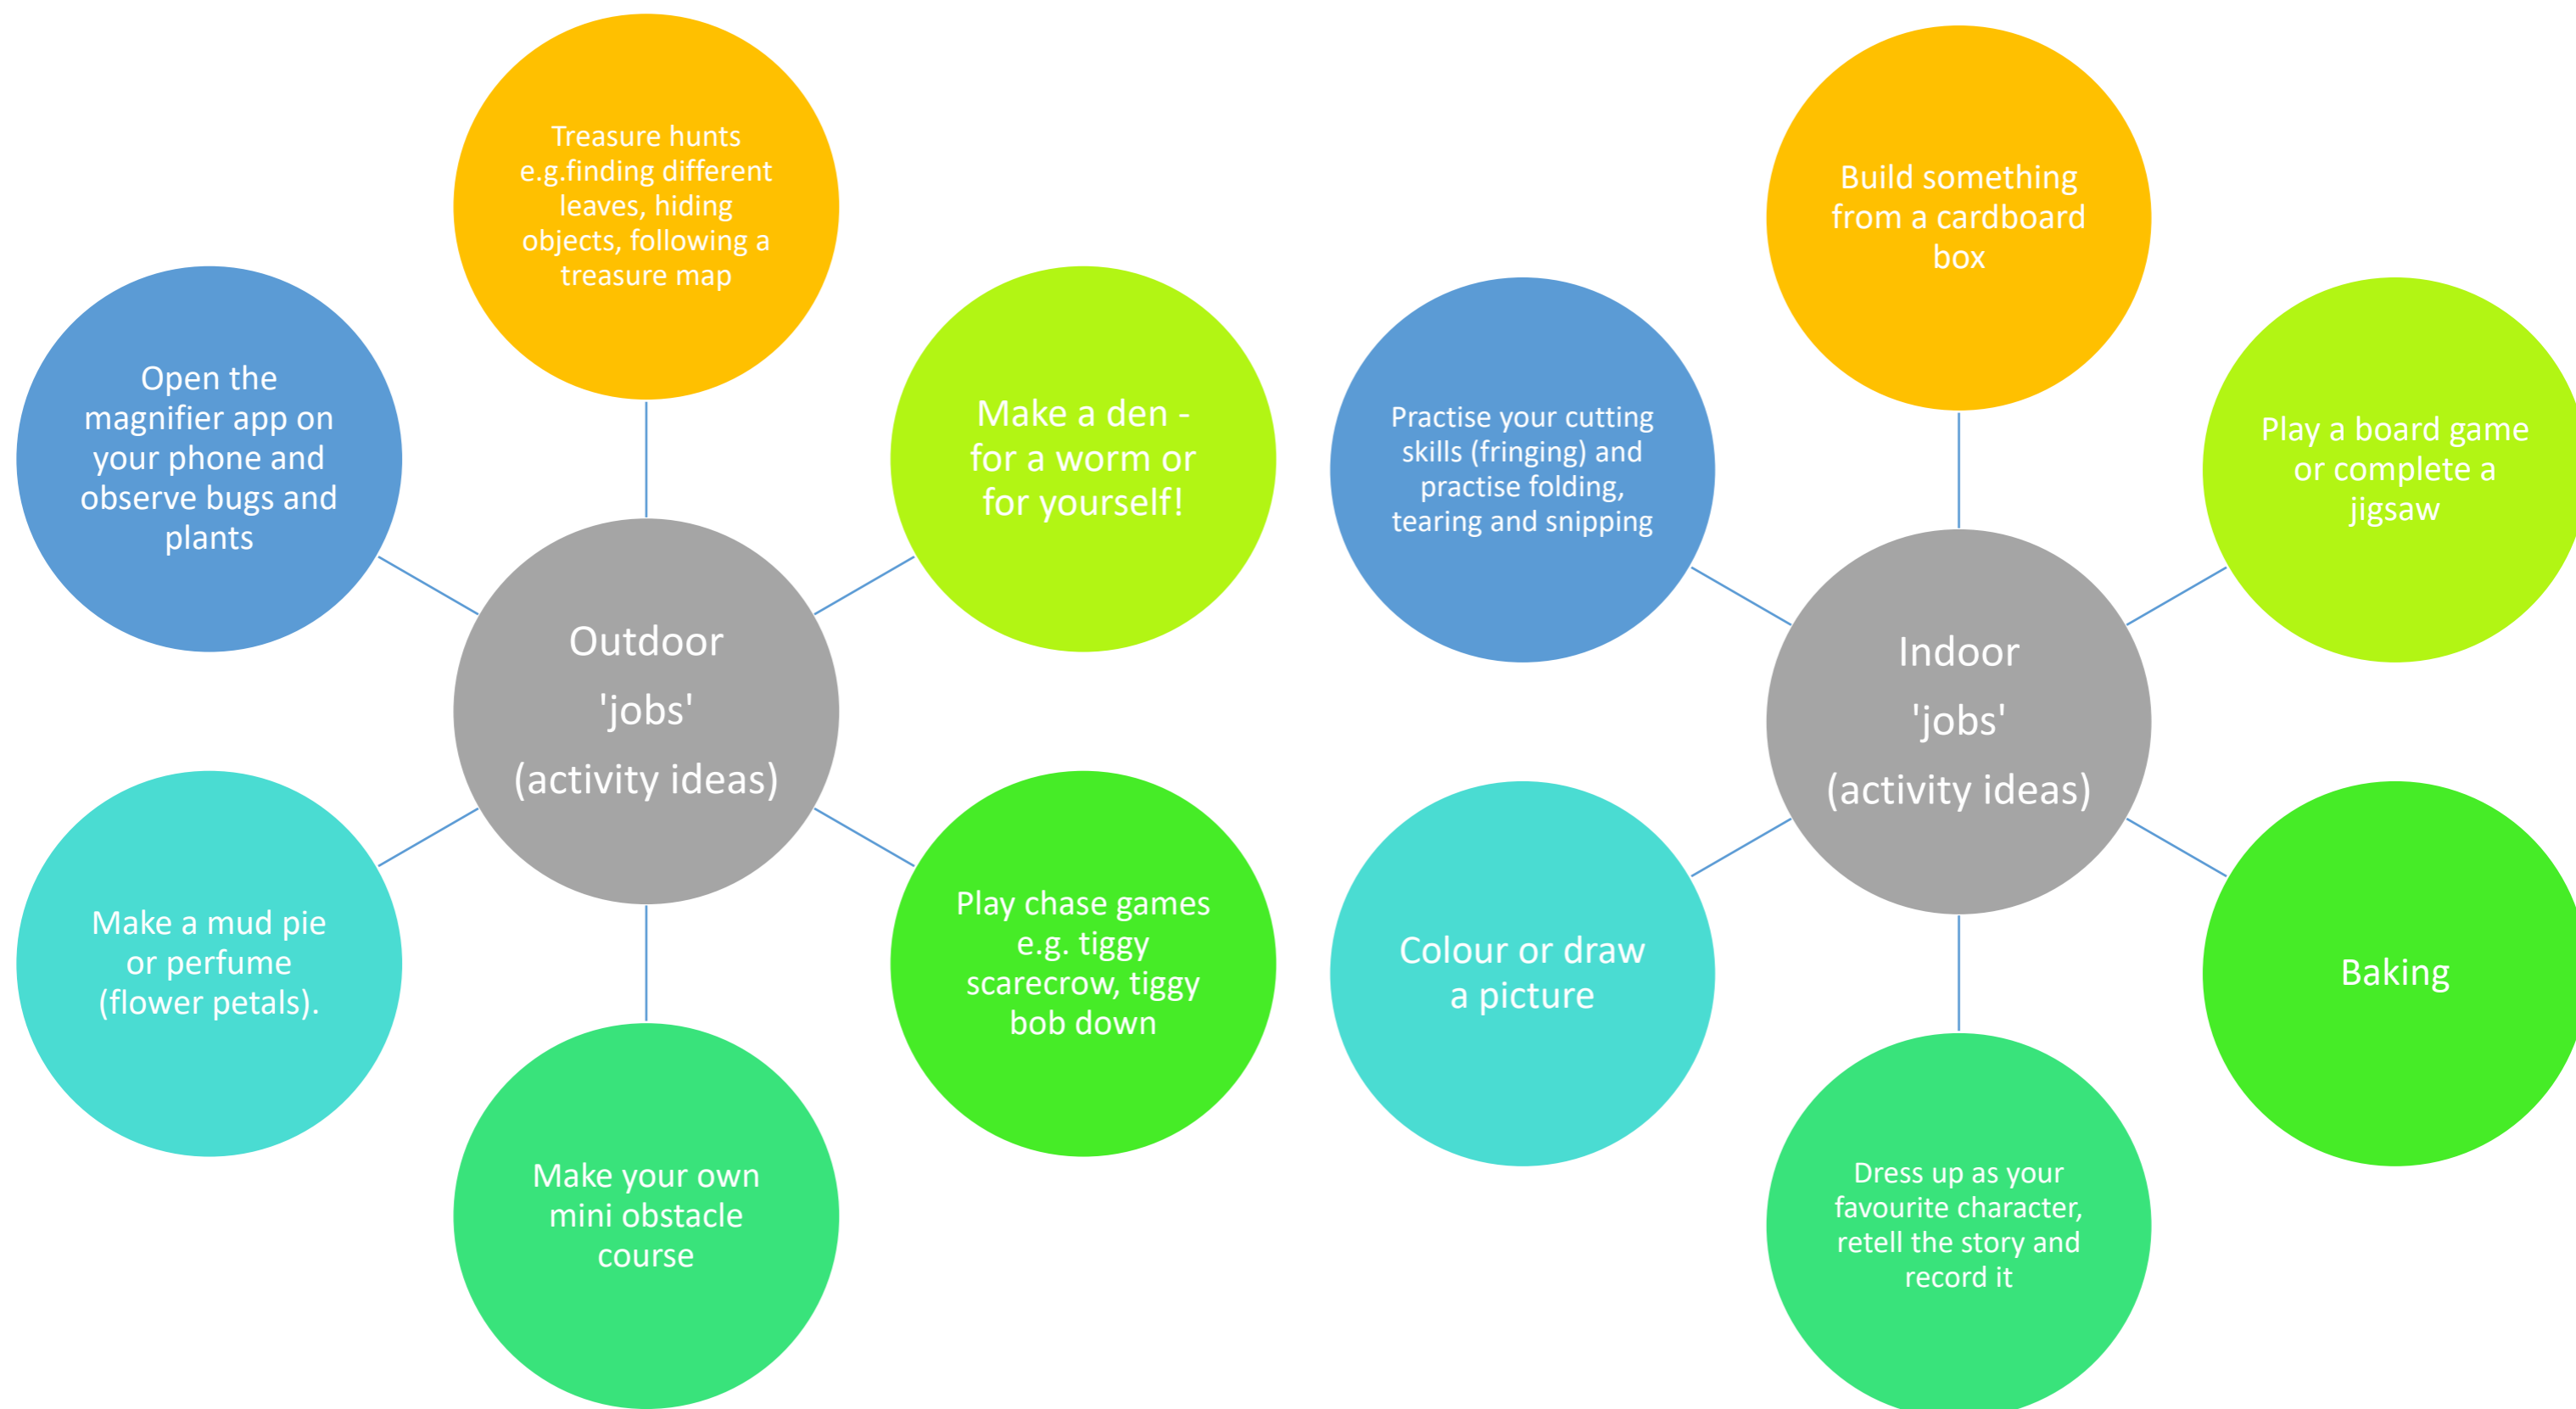 Treasure hunts
e.g.finding different
leaves, hiding
objects, following a
treasure map
Open the
magnifier app on
your phone and
observe bugs and
plants
Make a den -
for a worm or
for yourself!
Outdoor
'jobs'
(activity ideas)
Make a mud pie
or perfume
(flower petals).
Play chase games
e.g. tiggy
scarecrow, tiggy
bob down
Make your own
mini obstacle
course
Build something
from a cardboard
box
Practise your cutting
skills (fringing) and
practise folding,
tearing and snipping
Play a board game
or complete a
jigsaw
Indoor
'jobs'
(activity ideas)
Colour or draw
a picture
Baking
Dress up as your
favourite character,
retell the story and
record it